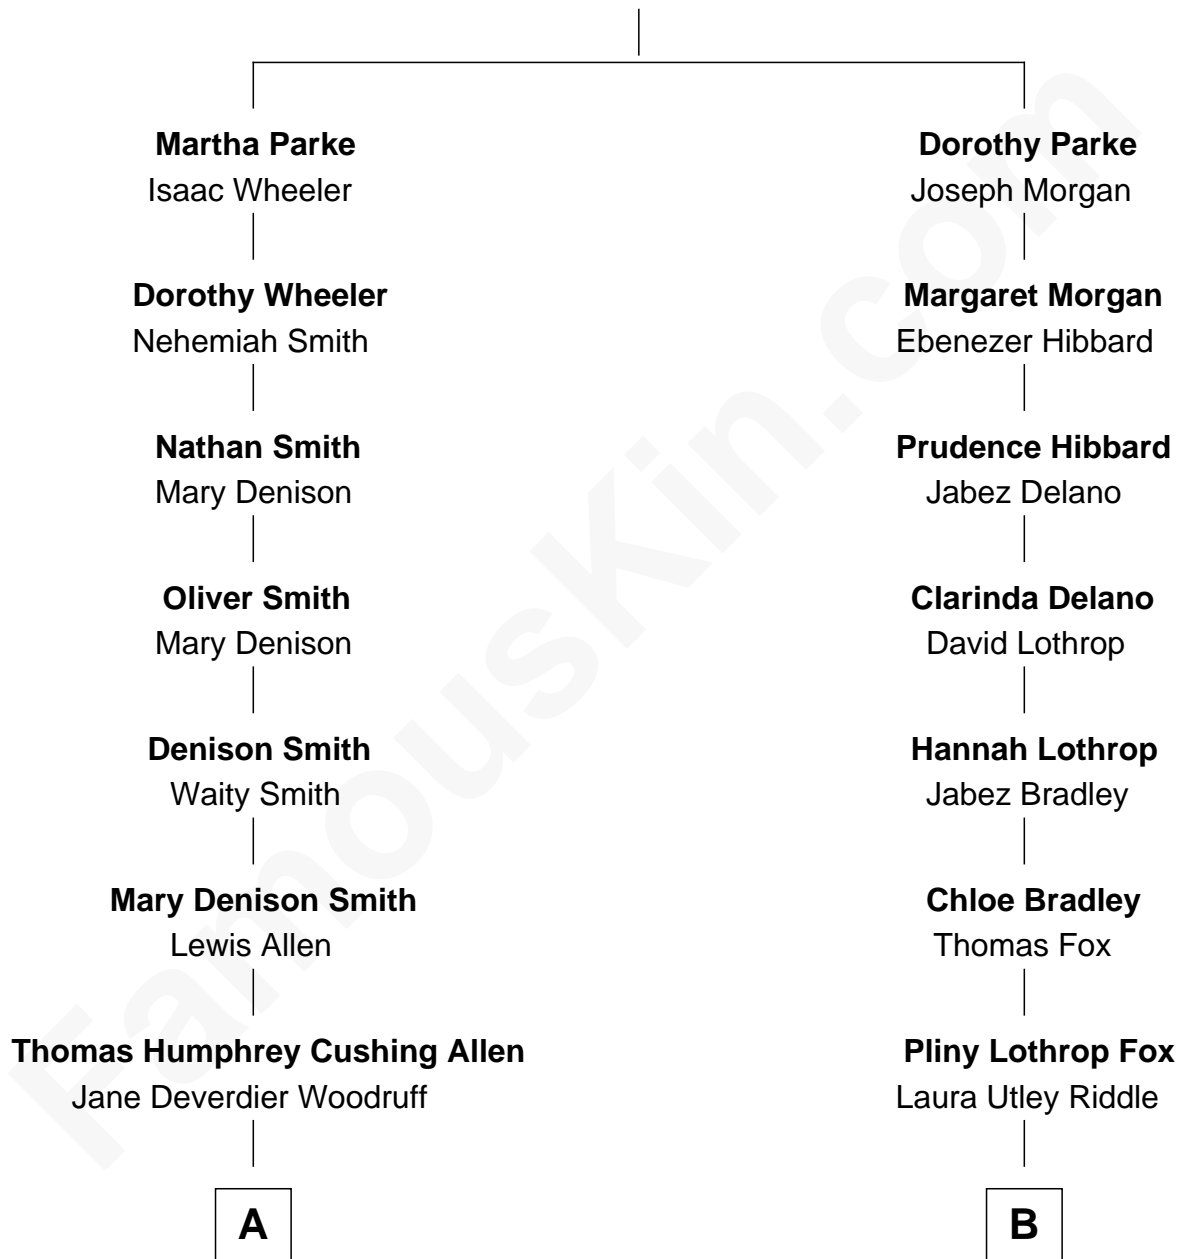 Martha Parke
Isaac Wheeler
Dorothy Wheeler
Nehemiah Smith
Nathan Smith
Mary Denison
Oliver Smith
Mary Denison
Denison Smith
Waity Smith
Mary Denison Smith
Lewis Allen
Thomas Humphrey Cushing Allen
Jane Deverdier Woodruff
A
Dorothy Parke
Joseph Morgan
Margaret Morgan
Ebenezer Hibbard
Prudence Hibbard
Jabez Delano
Clarinda Delano
David Lothrop
Hannah Lothrop
Jabez Bradley
Chloe Bradley
Thomas Fox
Pliny Lothrop Fox
Laura Utley Riddle
B
FamousKin.com